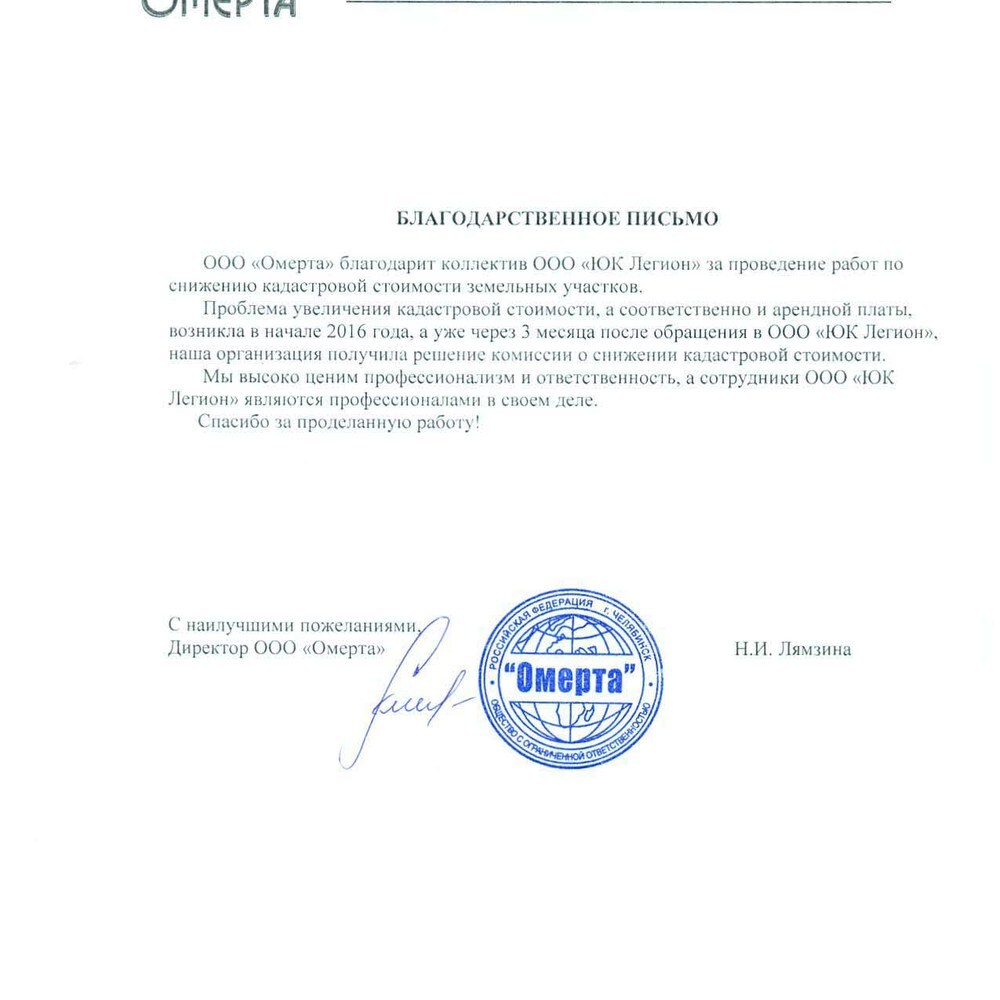 Омерта
БЛАГОДАРСТВЕННОЕ ПИСЬМО
ООО «Омерта» благодарит коллектив ООО «ЮК Легион» за проведение работ по
снижению кадастровой стоимости земельных участков.
Проблема увеличения кадастровой стоимости, а соответственно и арендной платы,
возникла в начале 2016 года, а уже через 3 месяца после обращения в ООО «ЮК Легион»,
наша организация получила решение комиссии о снижении кадастровой стоимости.
Мы высоко ценим профессионализм и ответственность, а сотрудники ООО «ЮК
Легион» являются профессионалами в своем деле.
Спасибо за проделанную работу!
С наилучшими пожеланиями,
Директор ООО «Омерта»
Н.И. Лямзина
РОССИЙСКАЯ ФЕДЕРАЦИЯ г. ЧЕЛЯБИНСК
"Омерта"
ОБЩЕСТВО С ОГРАНИЧЕННОЙ ОТВЕТСТВЕННОСТЬЮ